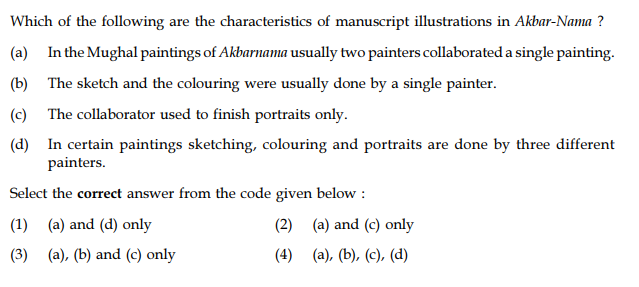 Which of the following are the characteristics of manuscript illustrations in Akbar-Nama ?
(a) In the Mughal paintings of Akbarnama usually two painters collaborated a single painting.
(b) The sketch and the colouring were usually done by a single painter.
(c) The collaborator used to finish portraits only.
(d) In certain paintings sketching, colouring and portraits are done by three different
painters.
Select the correct answer from the code given below :
(1) (a) and (d) only (2) (a) and (c) only
(3) (a), (b) and (c) only (4) (a), (b), (c), (d)